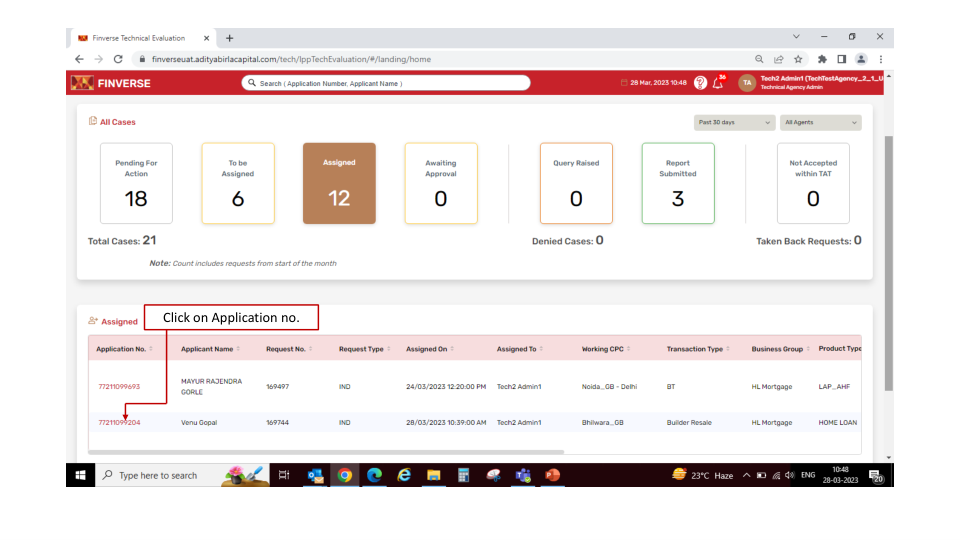 Finverse Technical Evaluation
finverseuat.adityabirlacapital.com/tech/lppTechEvaluation/#/landing/home
FINVERSE
Search ( Application Number, Applicant Name )
28 Mar, 2023 10:48
36
TA
Tech2 Admin1 (TechTestAgency_2_1_U
Technical Agency Admin
All Cases
Past 30 days
All Agents
Pending For Action
18
To be Assigned
6
Assigned
12
Awaiting Approval
0
Query Raised
0
Report Submitted
3
Not Accepted within TAT
0
Total Cases: 21
Denied Cases: 0
Taken Back Requests: 0
Note: Count includes requests from start of the month
Click on Application no.
Assigned
Application No. Applicant Name Request No. Request Type Assigned On Assigned To Working CPC Transaction Type Business Group Product Type
77211099693 MAYUR RAJENDRA GORLE 169497 IND 24/03/2023 12:20:00 PM Tech2 Admin1 Noida_GB - Delhi BT HL Mortgage LAP_AHF
77211099204 Venu Gopal 169744 IND 28/03/2023 10:39:00 AM Tech2 Admin1 Bhilwara_GB Builder Resale HL Mortgage HOME LOAN
Type here to search
23°C Haze
ENG
10:48
28-03-2023
20